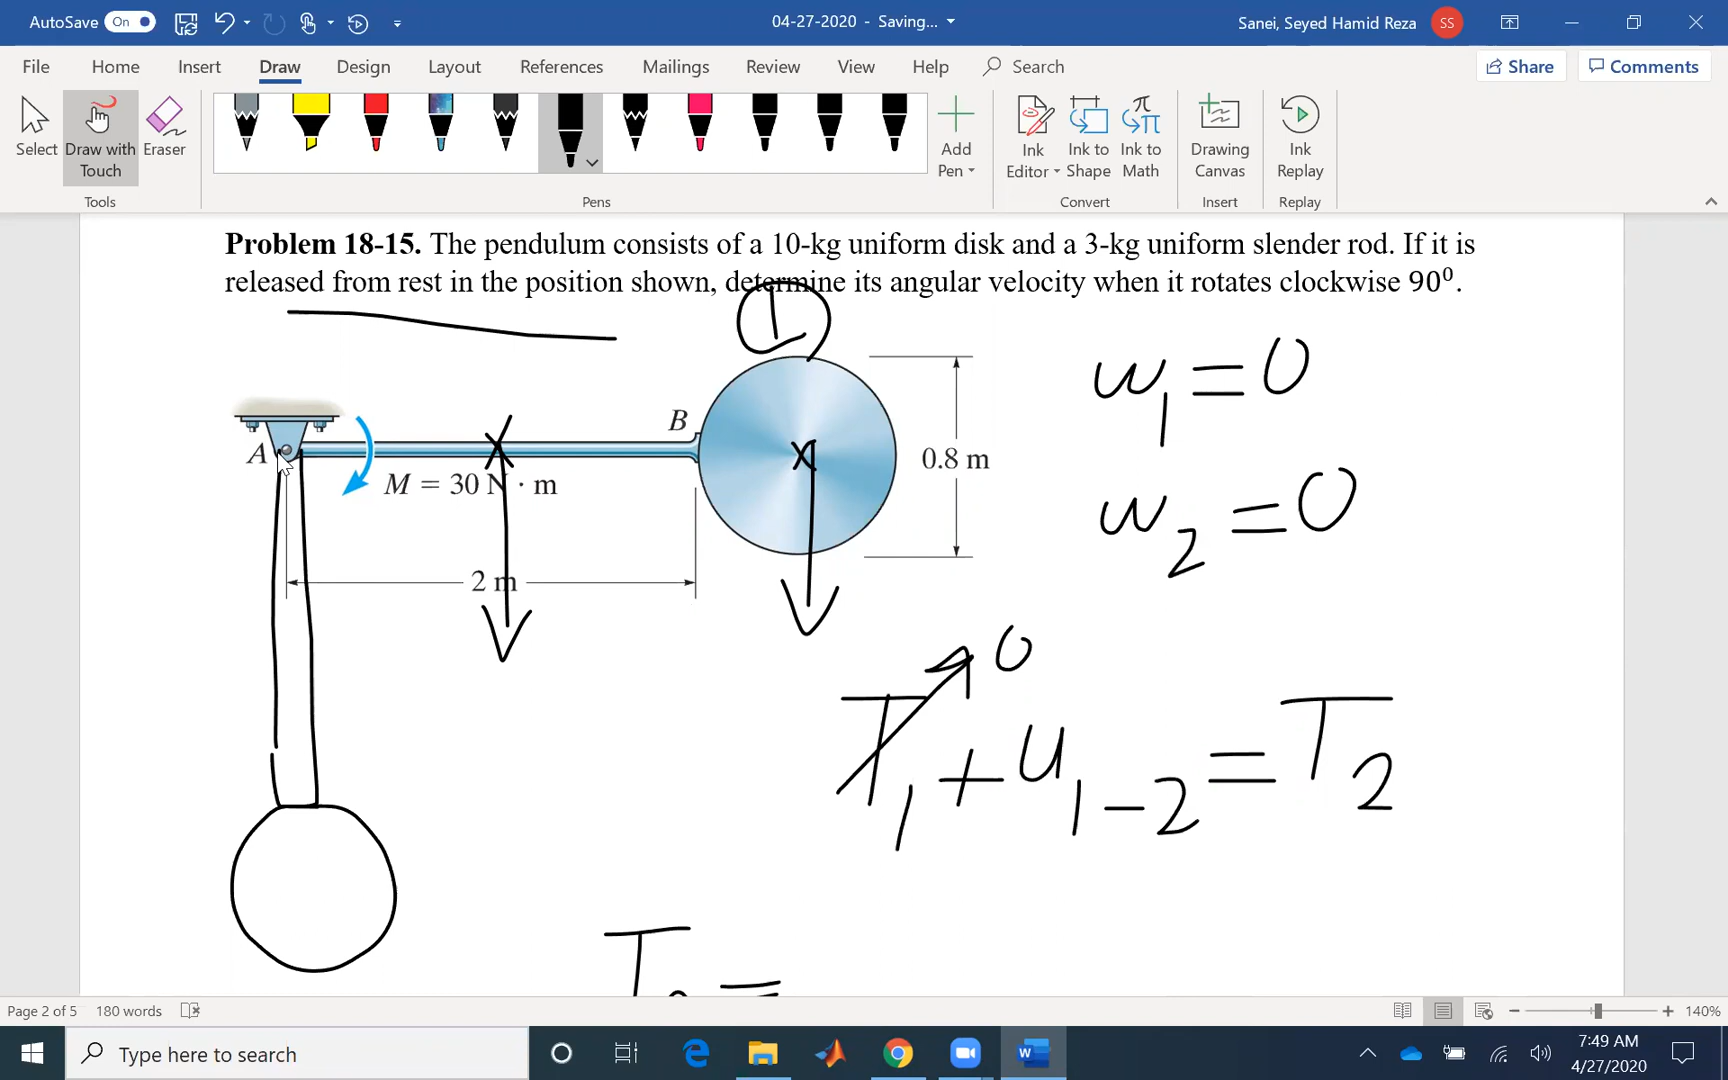 AutoSave On
04-27-2020 - Saving...
Sanei, Seyed Hamid Reza
SS
File Home Insert Draw Design Layout References Mailings Review View Help Search Share Comments
Select
Draw with Touch
Eraser
Add Pen
Ink Editor
Ink to Shape
Ink to Math
Drawing Canvas
Ink Replay
Tools Pens Convert Insert Replay
Problem 18-15. The pendulum consists of a 10-kg uniform disk and a 3-kg uniform slender rod. If it is
released from rest in the position shown, determine its angular velocity when it rotates clockwise 90⁰.
1
w₁ = 0
B
A
0.8 m
M = 30 N · m
w₂ = 0
2 m
0
T₁ + U₁₋₂ = T₂
T₂ =
Page 2 of 5 180 words 140%
Type here to search
7:49 AM
4/27/2020